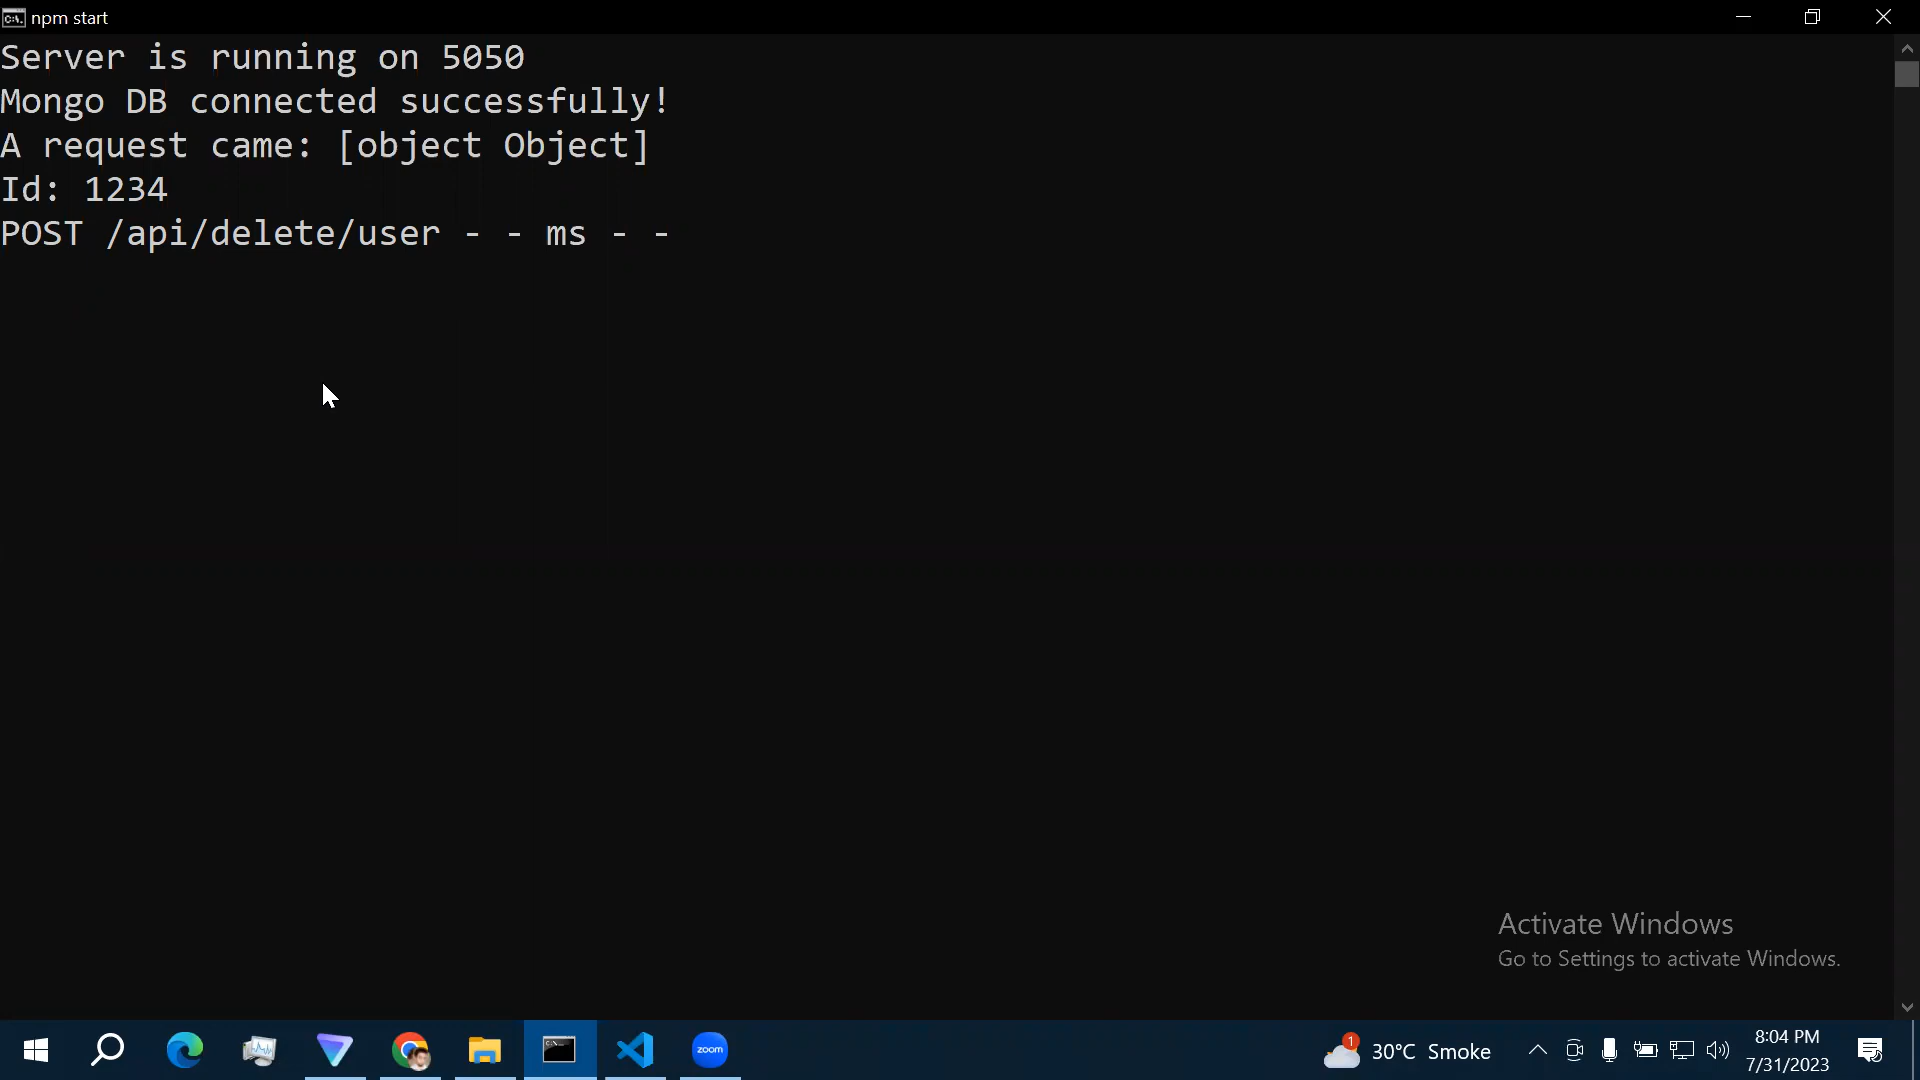 npm start
Server is running on 5050
Mongo DB connected successfully!
A request came: [object Object]
Id: 1234
POST /api/delete/user - - ms - -
Activate Windows
Go to Settings to activate Windows.
zoom
1
30°C Smoke
8:04 PM
7/31/2023